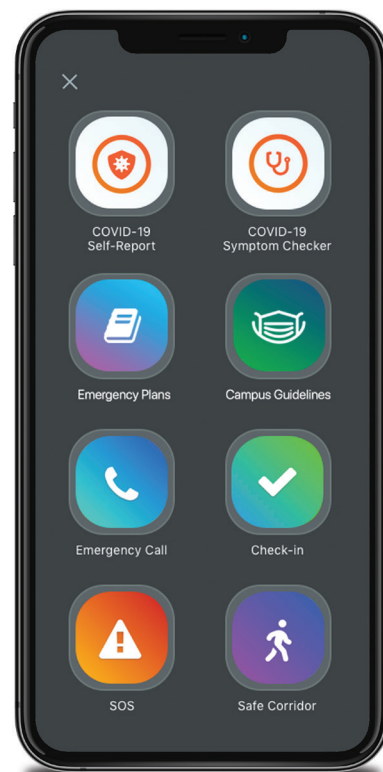 COVID-19
Self-Report
COVID-19
Symptom Checker
Emergency Plans
Campus Guidelines
Emergency Call
Check-in
SOS
Safe Corridor